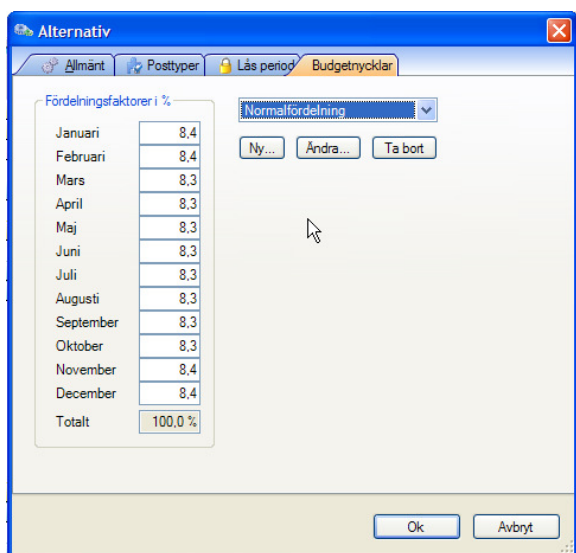 Alternativ
Allmänt Posttyper Lås period Budgetnycklar
Fördelningsfaktorer i %
Normalfördelning
Ny... Ändra... Ta bort
Januari 8,4
Februari 8,4
Mars 8,3
April 8,3
Maj 8,3
Juni 8,3
Juli 8,3
Augusti 8,3
September 8,3
Oktober 8,3
November 8,4
December 8,4
Totalt 100,0 %
Ok Avbryt